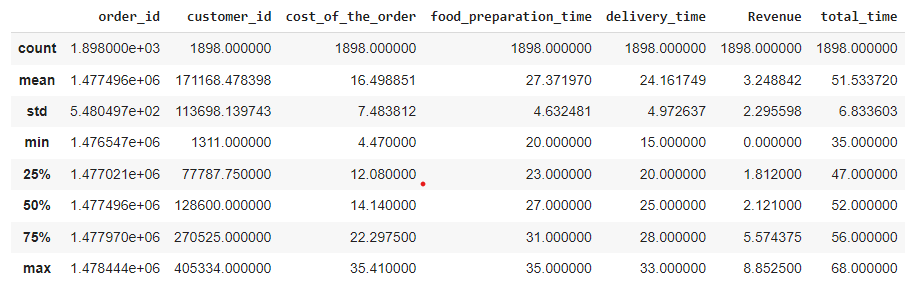 order_id customer_id cost_of_the_order food_preparation_time delivery_time Revenue total_time
count 1.898000e+03 1898.000000 1898.000000 1898.000000 1898.000000 1898.000000 1898.000000
mean 1.477496e+06 171168.478398 16.498851 27.371970 24.161749 3.248842 51.533720
std 5.480497e+02 113698.139743 7.483812 4.632481 4.972637 2.295598 6.833603
min 1.476547e+06 1311.000000 4.470000 20.000000 15.000000 0.000000 35.000000
25% 1.477021e+06 77787.750000 12.080000 23.000000 20.000000 1.812000 47.000000
50% 1.477496e+06 128600.000000 14.140000 27.000000 25.000000 2.121000 52.000000
75% 1.477970e+06 270525.000000 22.297500 31.000000 28.000000 5.574375 56.000000
max 1.478444e+06 405334.000000 35.410000 35.000000 33.000000 8.852500 68.000000